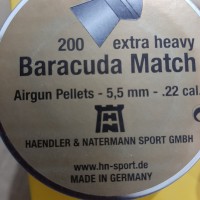 200 extra heavy
Baracuda Match
Airgun Pellets - 5,5 mm - .22 cal.
HN
HAENDLER & NATERMANN SPORT GMBH
www.hn-sport.de
MADE IN GERMANY